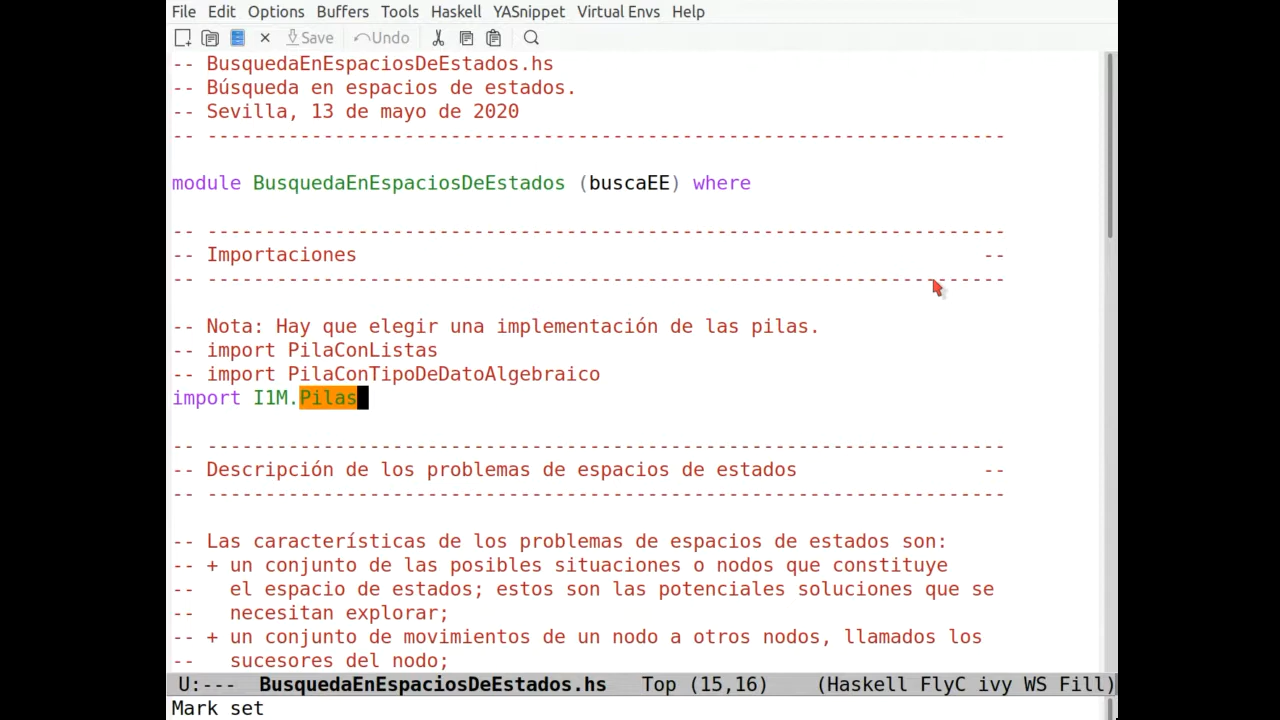 File Edit Options Buffers Tools Haskell YASnippet Virtual Envs Help
Save Undo
-- BusquedaEnEspaciosDeEstados.hs
-- Búsqueda en espacios de estados.
-- Sevilla, 13 de mayo de 2020
-- ---------------------------------------------------------------------
module BusquedaEnEspaciosDeEstados (buscaEE) where
-- ---------------------------------------------------------------------
-- Importaciones --
-- ---------------------------------------------------------------------
-- Nota: Hay que elegir una implementación de las pilas.
-- import PilaConListas
-- import PilaConTipoDeDatoAlgebraico
import I1M.Pilas
-- ---------------------------------------------------------------------
-- Descripción de los problemas de espacios de estados --
-- ---------------------------------------------------------------------
-- Las características de los problemas de espacios de estados son:
-- + un conjunto de las posibles situaciones o nodos que constituye
-- el espacio de estados; estos son las potenciales soluciones que se
-- necesitan explorar;
-- + un conjunto de movimientos de un nodo a otros nodos, llamados los
-- sucesores del nodo;
U:--- BusquedaEnEspaciosDeEstados.hs Top (15,16) (Haskell FlyC ivy WS Fill)
Mark set